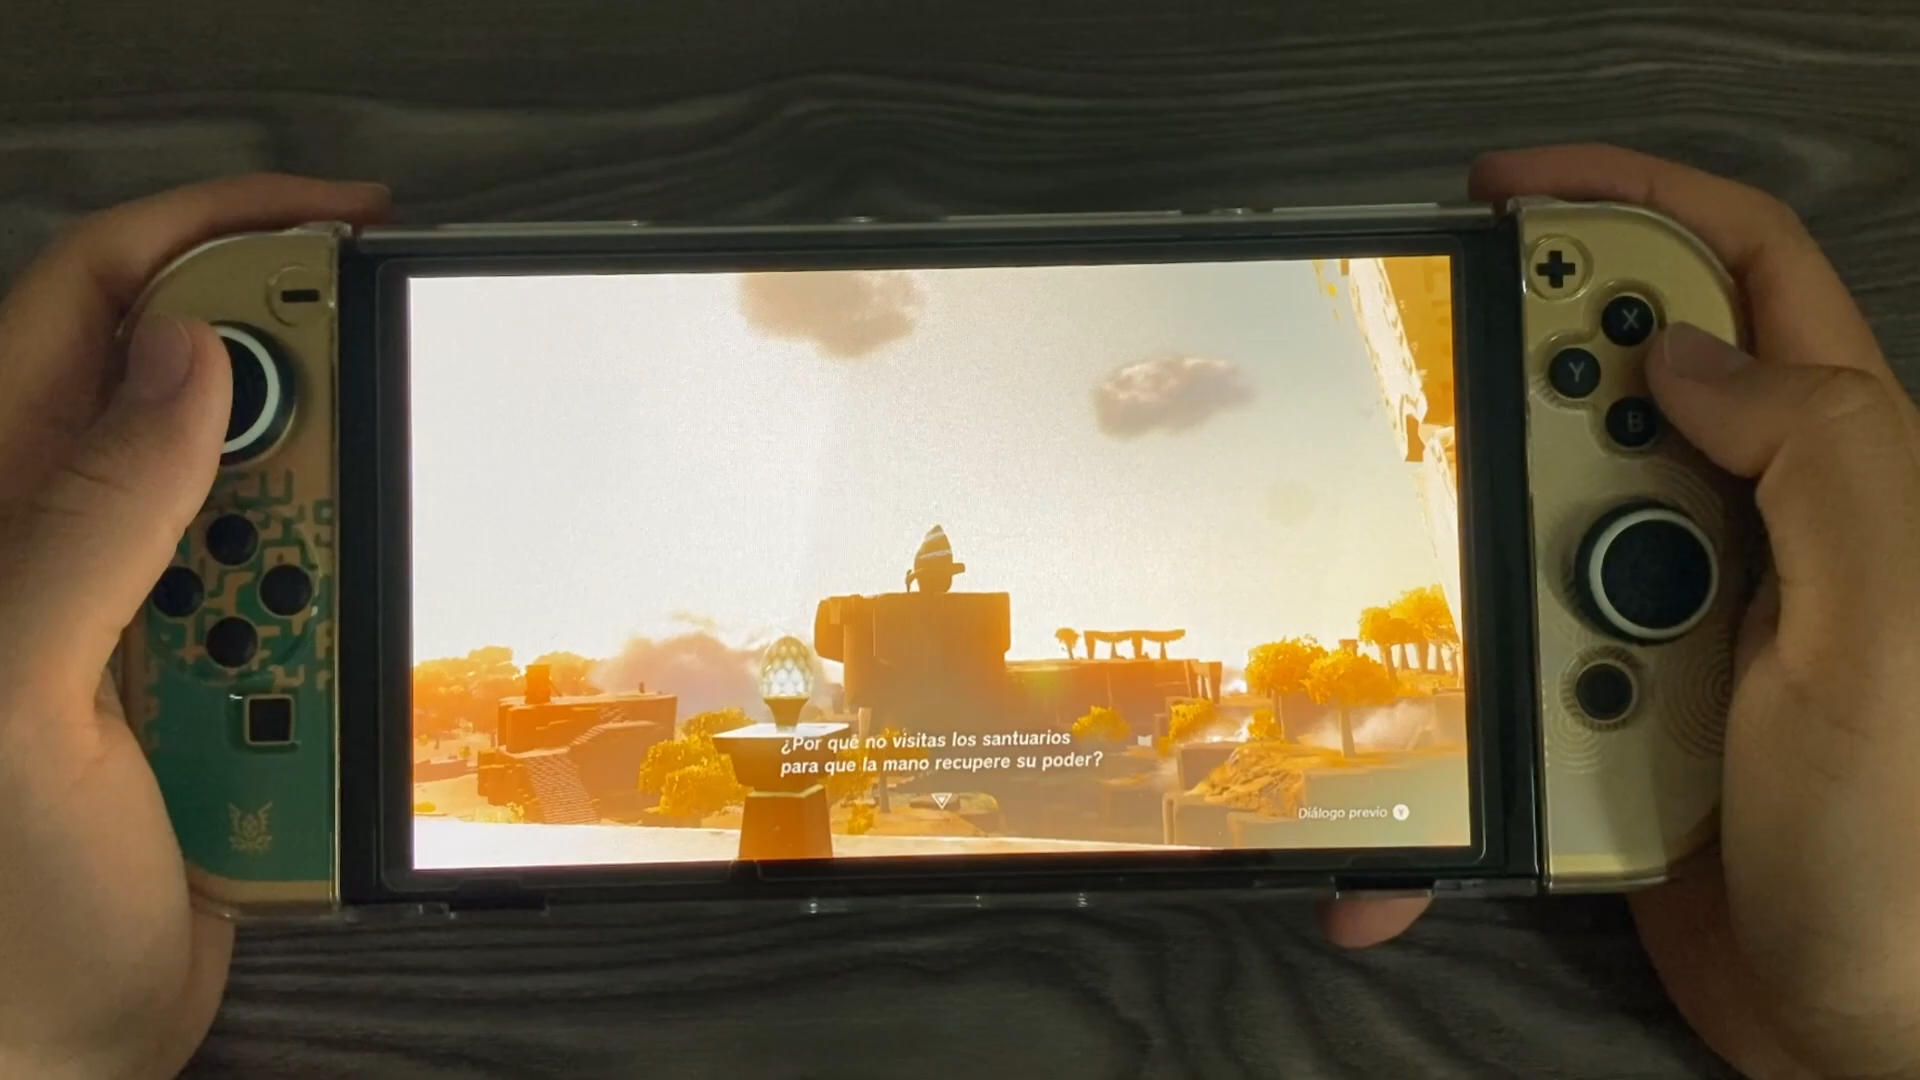 X
Y
B
¿Por qué no visitas los santuarios
para que la mano recupere su poder?
Diálogo previo Y